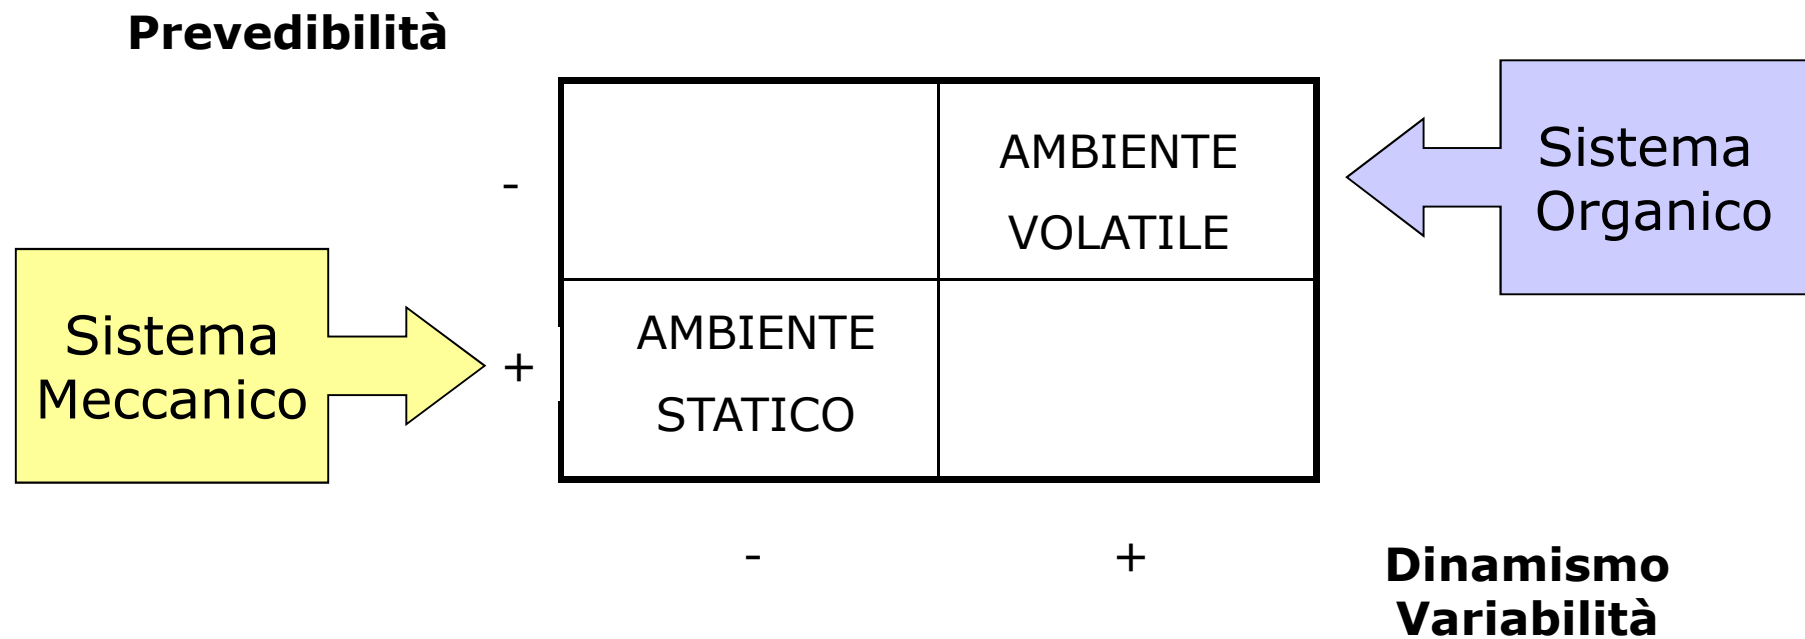 Prevedibilità
AMBIENTE
VOLATILE
-
Sistema
Organico
Sistema
Meccanico
+
AMBIENTE
STATICO
-
+
Dinamismo
Variabilità